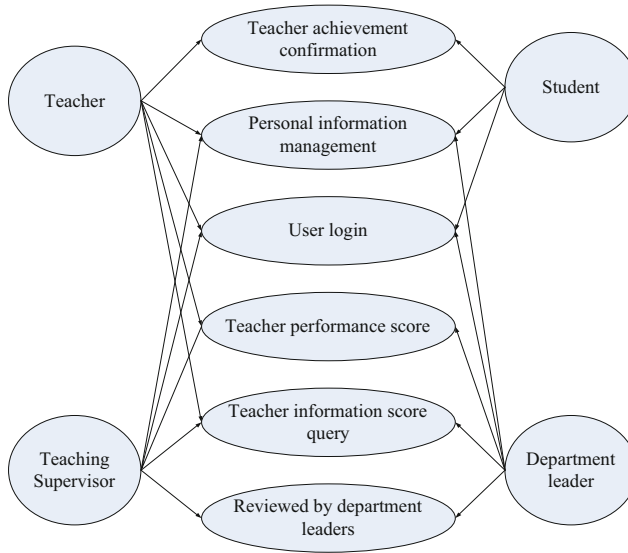 Teacher achievement
confirmation
Teacher
Student
Personal information
management
User login
Teacher performance score
Teacher information score
query
Teaching
Supervisor
Department
leader
Reviewed by department
leaders